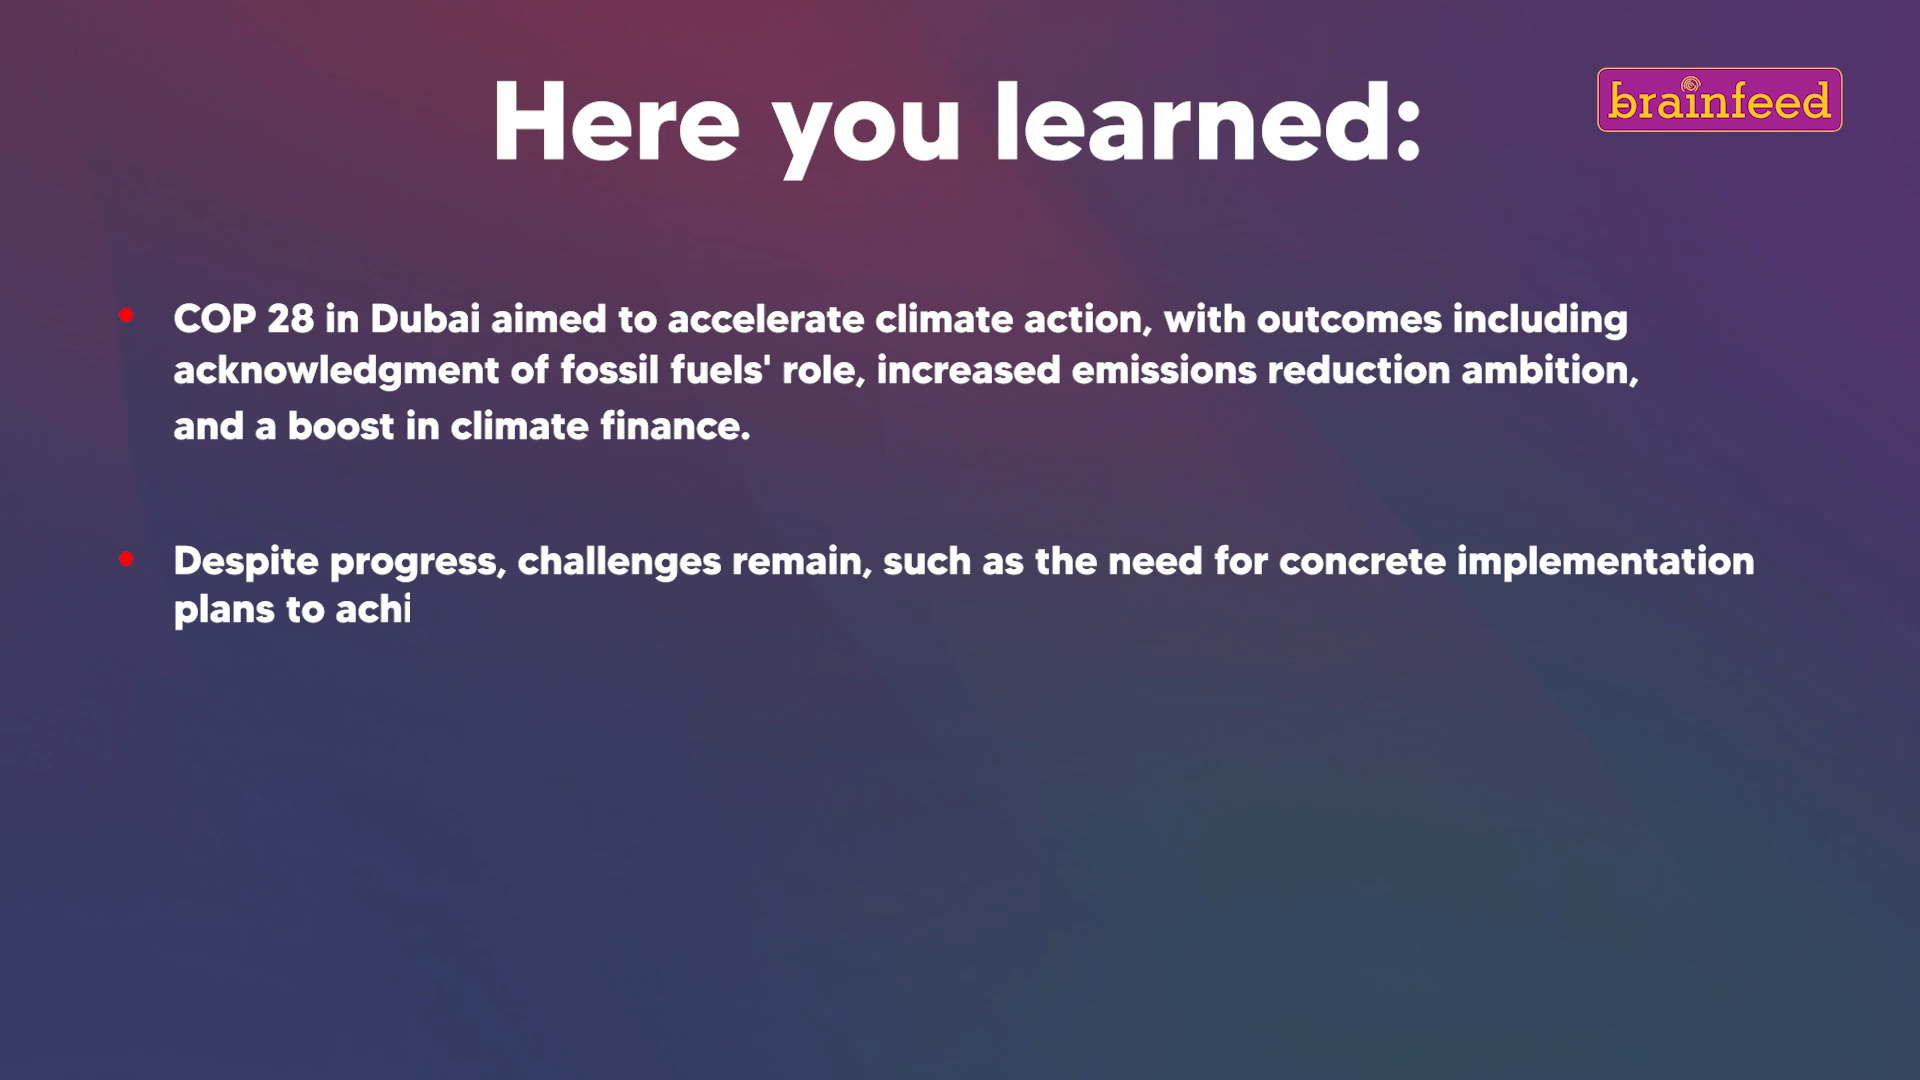 Here you learned:
brainfeed
• COP 28 in Dubai aimed to accelerate climate action, with outcomes including
acknowledgment of fossil fuels' role, increased emissions reduction ambition,
and a boost in climate finance.
• Despite progress, challenges remain, such as the need for concrete implementation
plans to achi